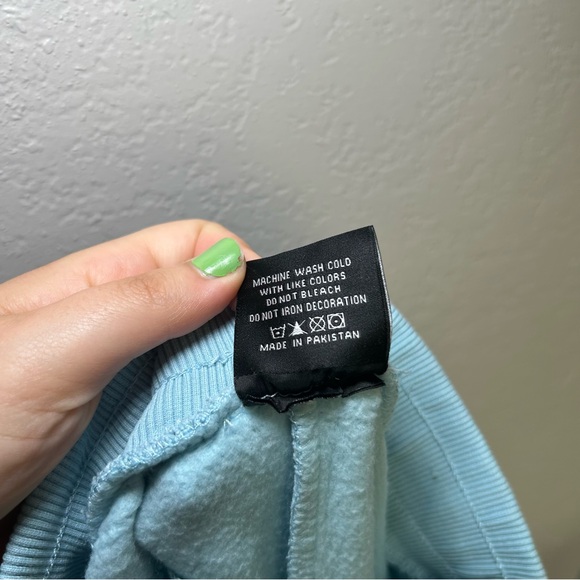 MACHINE WASH COLD
WITH LIKE COLORS
DO NOT BLEACH
DO NOT IRON DECORATION
MADE IN PAKISTAN